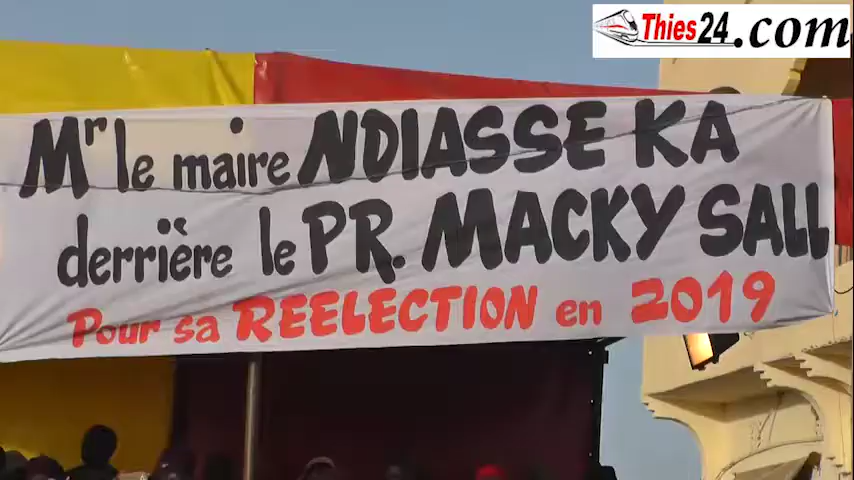 Thies24.com
Mr le maire NDIASSE KA
derrière le PR. MACKY SALL
Pour sa REELECTION en 2019